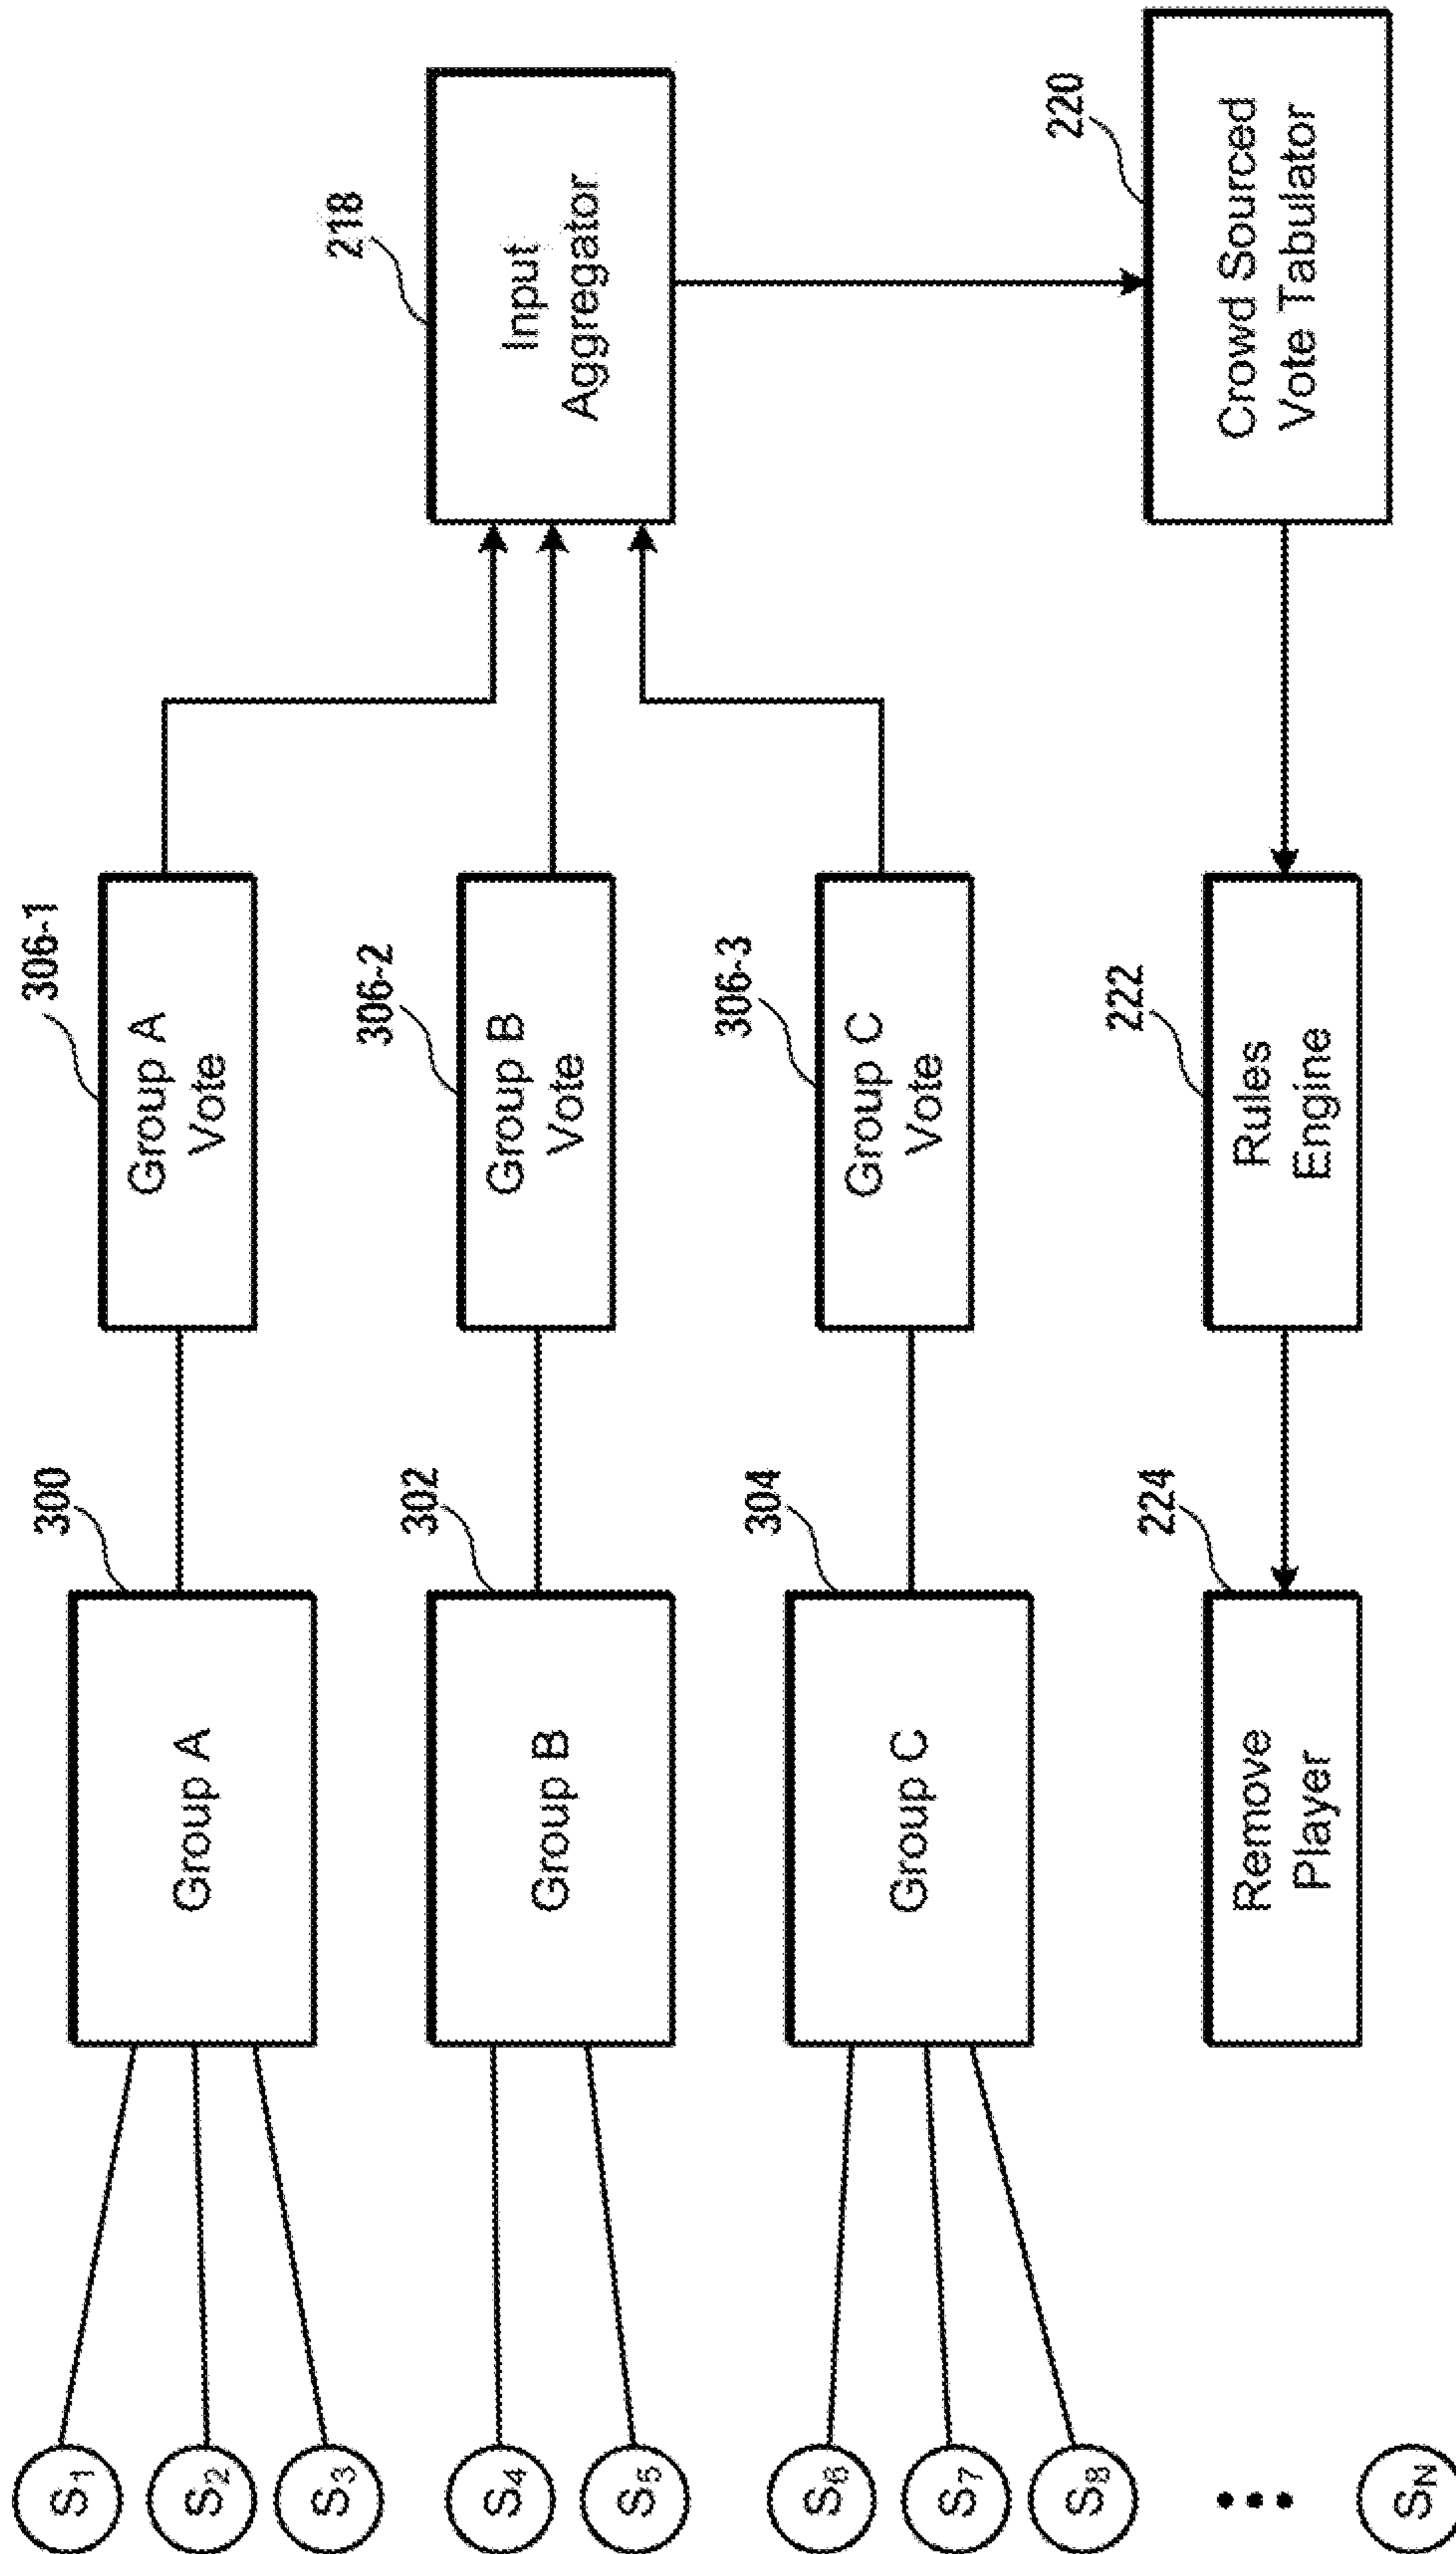 S1
S2
S3
S4
S5
S6
S7
S8
SN
300
Group A
302
Group B
304
Group C
306-1
Group A
Vote
306-2
Group B
Vote
306-3
Group C
Vote
218
Input
Aggregator
220
Crowd Sourced
Vote Tabulator
222
Rules
Engine
224
Remove
Player